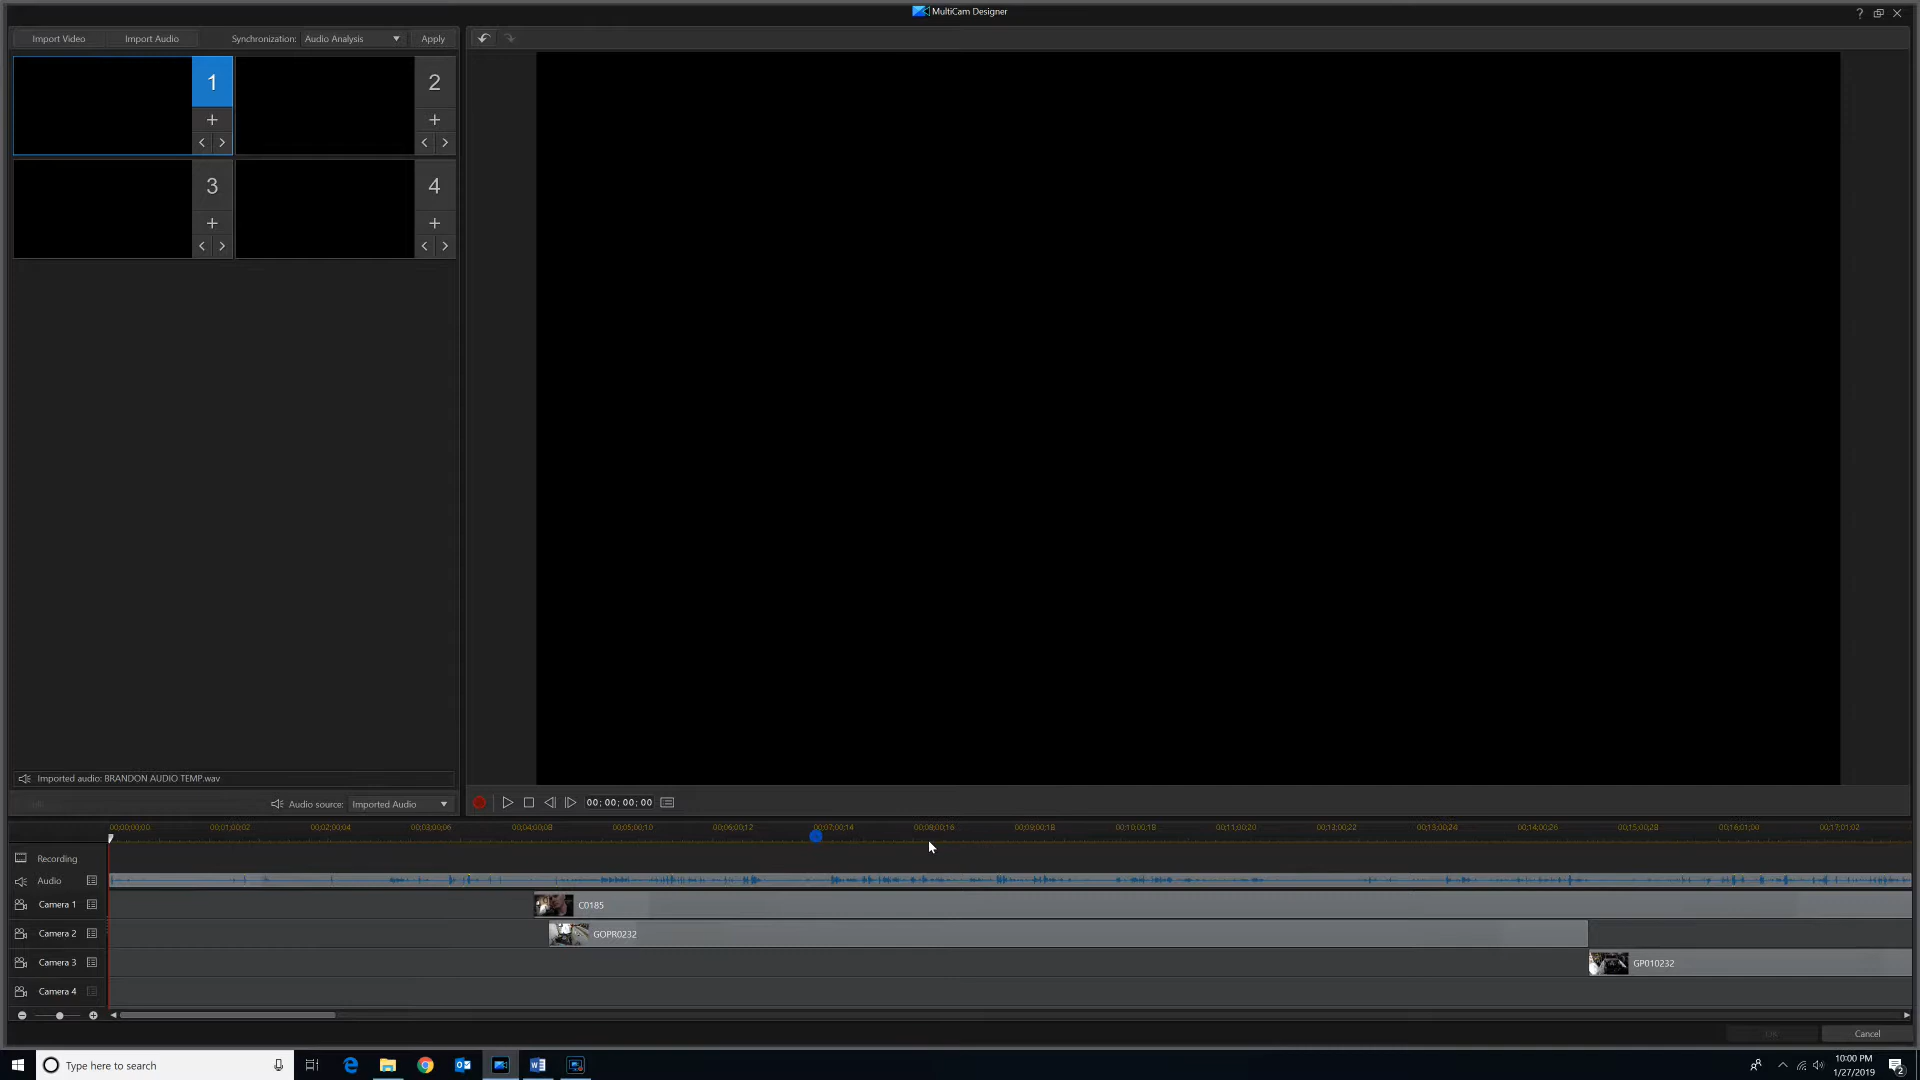 MultiCam Designer
?
Import Video Import Audio Synchronization: Audio Analysis Apply
1 2
3 4
Imported audio: BRANDON AUDIO TEMP.wav
Audio source: Imported Audio
00; 00; 00; 00
00;00;00;00 00;01;00;02 00;02;00;04 00;03;00;06 00;04;00;08 00;05;00;10 00;06;00;12 00;07;00;14 00;08;00;16 00;09;00;18 00;10;00;18 00;11;00;20 00;12;00;22 00;13;00;24 00;14;00;26 00;15;00;28 00;16;01;00 00;17;01;02
Recording
Audio
Camera 1 C0185
Camera 2 GOPR0232
Camera 3 GP010232
Camera 4
OK Cancel
Type here to search
10:00 PM
1/27/2019
2